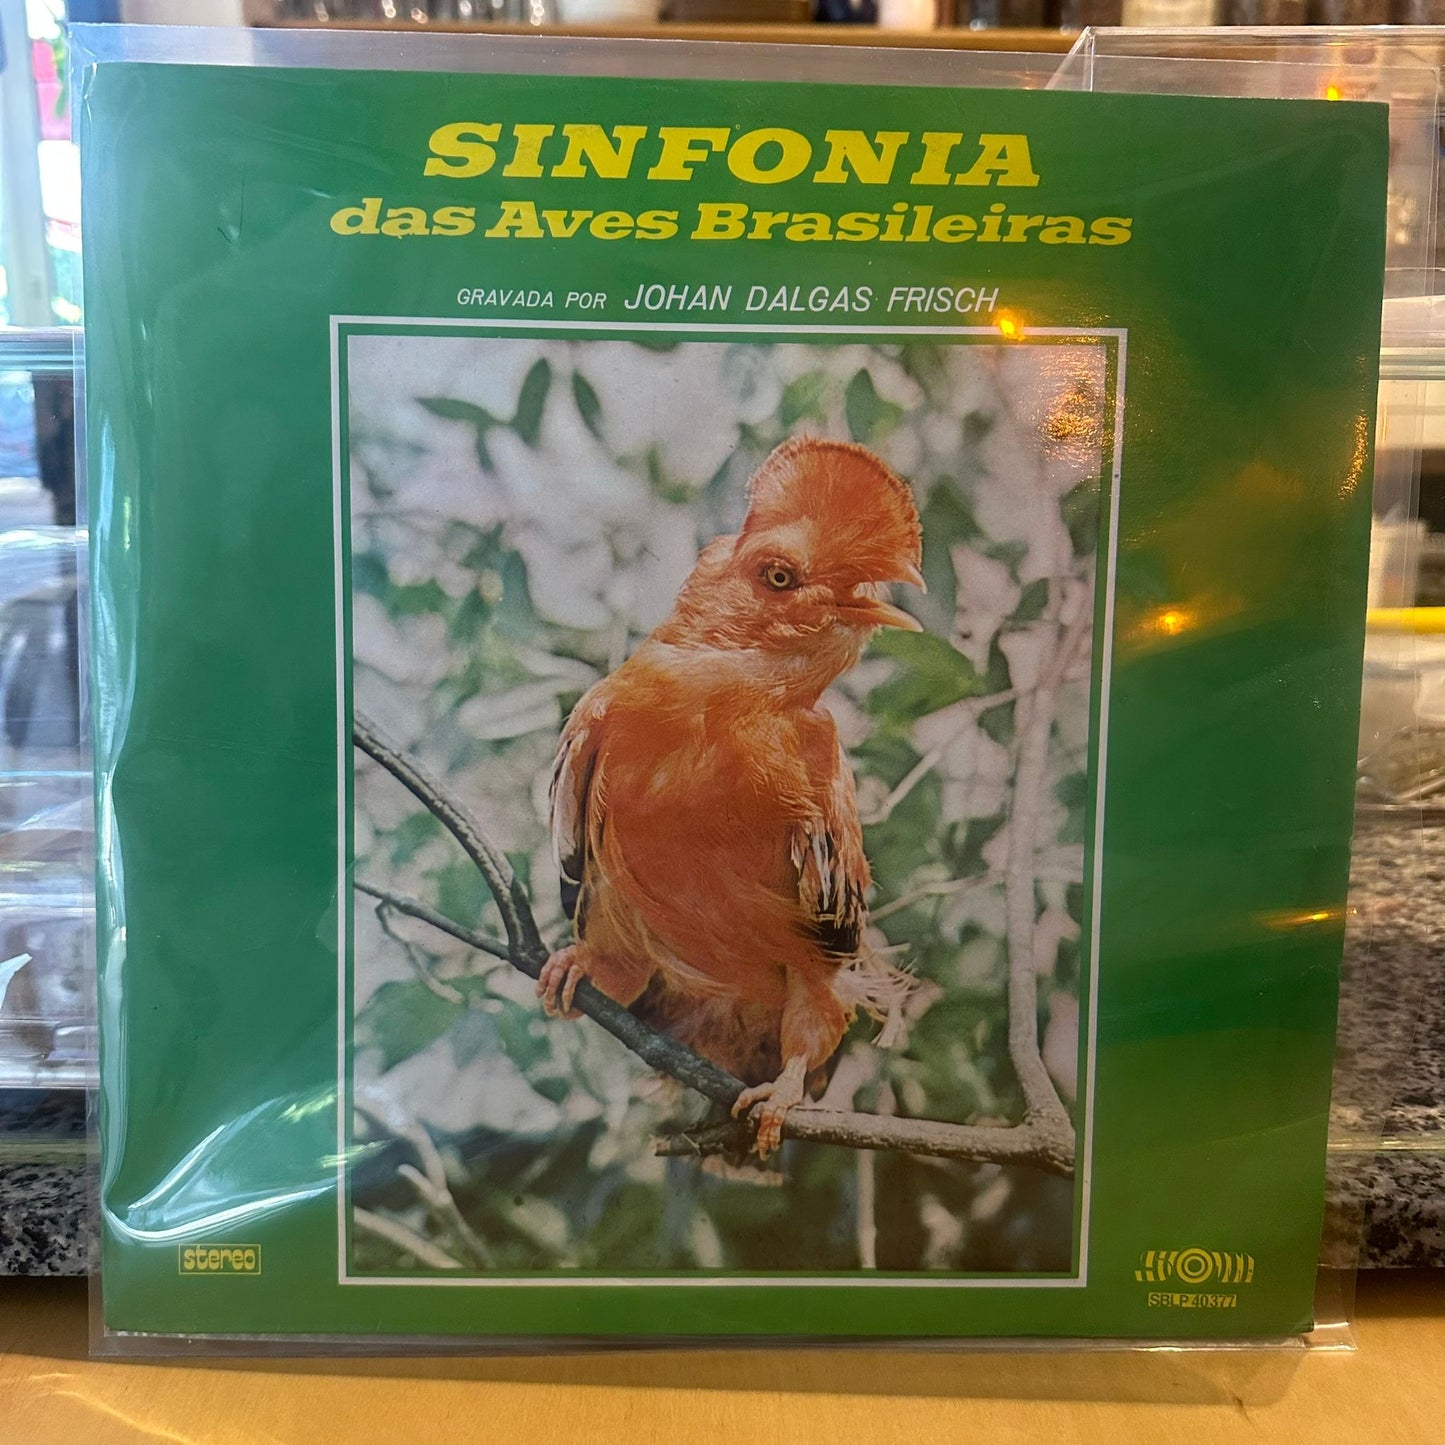 SINFONIA
das Aves Brasileiras
GRAVADA POR JOHAN DALGAS FRISCH
stereo
SBLP 40377